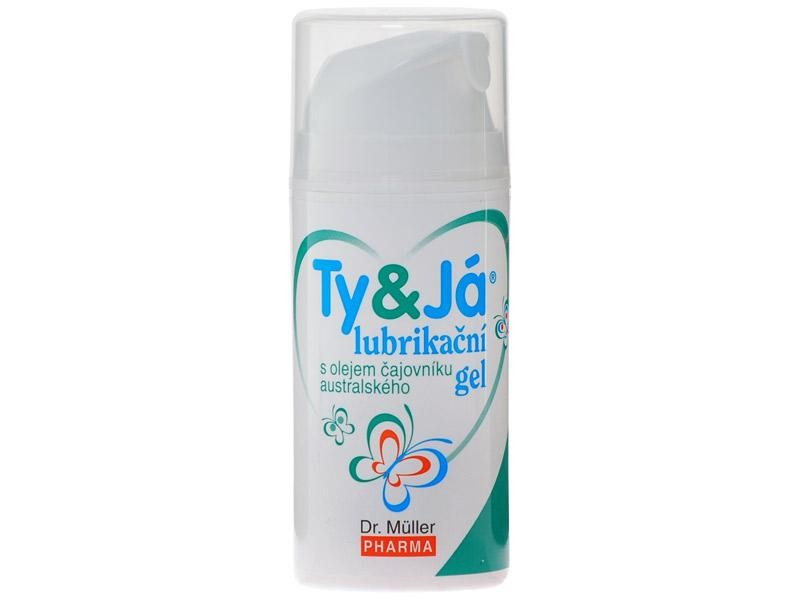 Ty&Já®
lubrikační
s olejem čajovníku
gel
australského
Dr. Müller
PHARMA